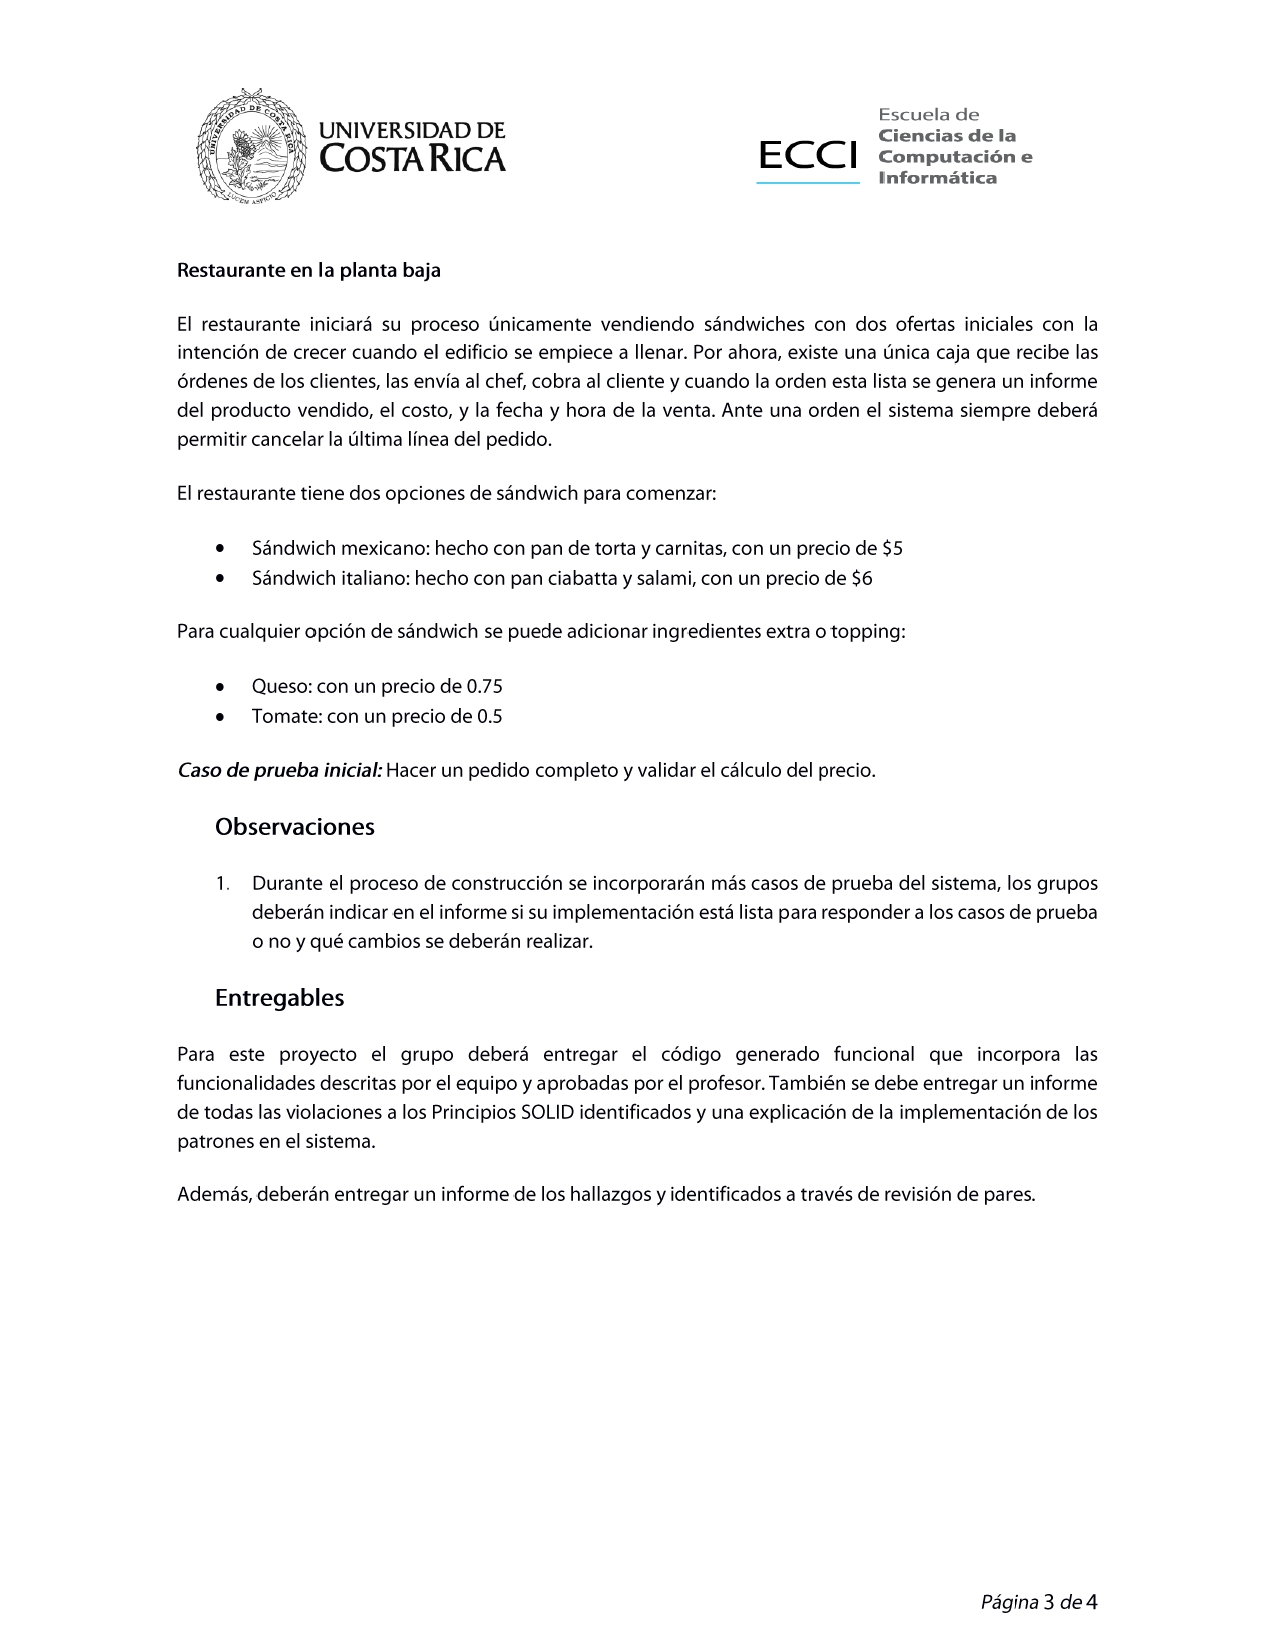 UNIVERSIDAD DE COSTA RICA
LUCEM ASPICIO
UNIVERSIDAD DE
COSTA RICA
ECCI
Escuela de
Ciencias de la
Computación e
Informática
Restaurante en la planta baja
El restaurante iniciará su proceso únicamente vendiendo sándwiches con dos ofertas iniciales con la
intención de crecer cuando el edificio se empiece a llenar. Por ahora, existe una única caja que recibe las
órdenes de los clientes, las envía al chef, cobra al cliente y cuando la orden esta lista se genera un informe
del producto vendido, el costo, y la fecha y hora de la venta. Ante una orden el sistema siempre deberá
permitir cancelar la última línea del pedido.
El restaurante tiene dos opciones de sándwich para comenzar:
• Sándwich mexicano: hecho con pan de torta y carnitas, con un precio de $5
• Sándwich italiano: hecho con pan ciabatta y salami, con un precio de $6
Para cualquier opción de sándwich se puede adicionar ingredientes extra o topping:
• Queso: con un precio de 0.75
• Tomate: con un precio de 0.5
Caso de prueba inicial: Hacer un pedido completo y validar el cálculo del precio.
Observaciones
1. Durante el proceso de construcción se incorporarán más casos de prueba del sistema, los grupos
deberán indicar en el informe si su implementación está lista para responder a los casos de prueba
o no y qué cambios se deberán realizar.
Entregables
Para este proyecto el grupo deberá entregar el código generado funcional que incorpora las
funcionalidades descritas por el equipo y aprobadas por el profesor. También se debe entregar un informe
de todas las violaciones a los Principios SOLID identificados y una explicación de la implementación de los
patrones en el sistema.
Además, deberán entregar un informe de los hallazgos y identificados a través de revisión de pares.
Página 3 de 4